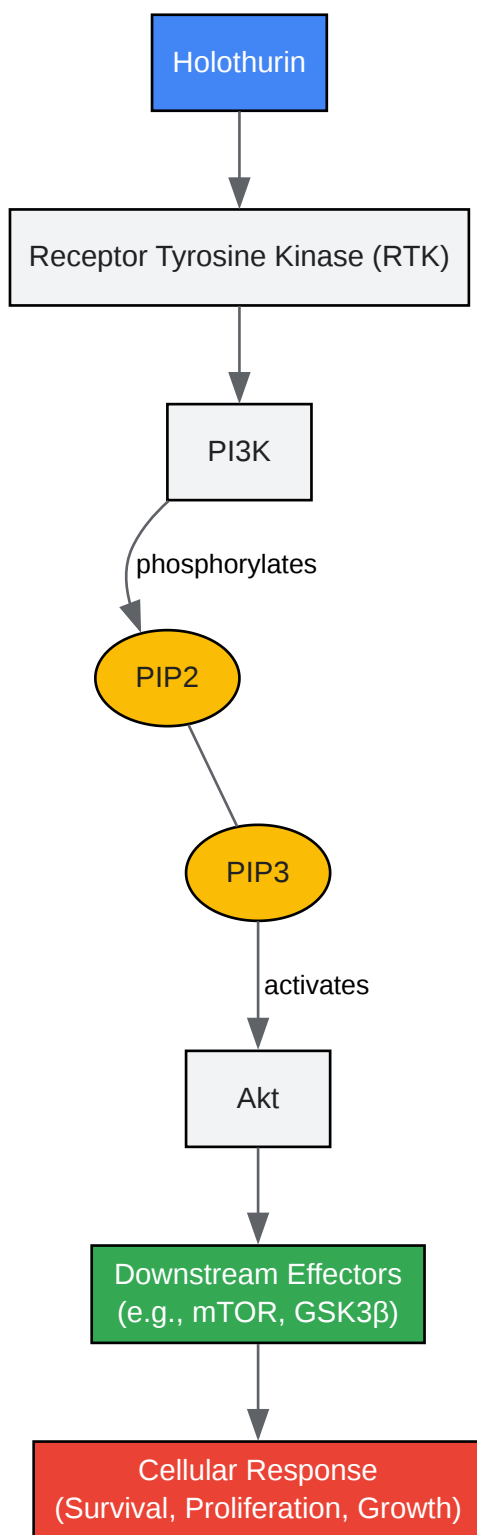 Holothurin
Receptor Tyrosine Kinase (RTK)
PI3K
phosphorylates
PIP2
PIP3
activates
Akt
Downstream Effectors
(e.g., mTOR, GSK3β)
Cellular Response
(Survival, Proliferation, Growth)